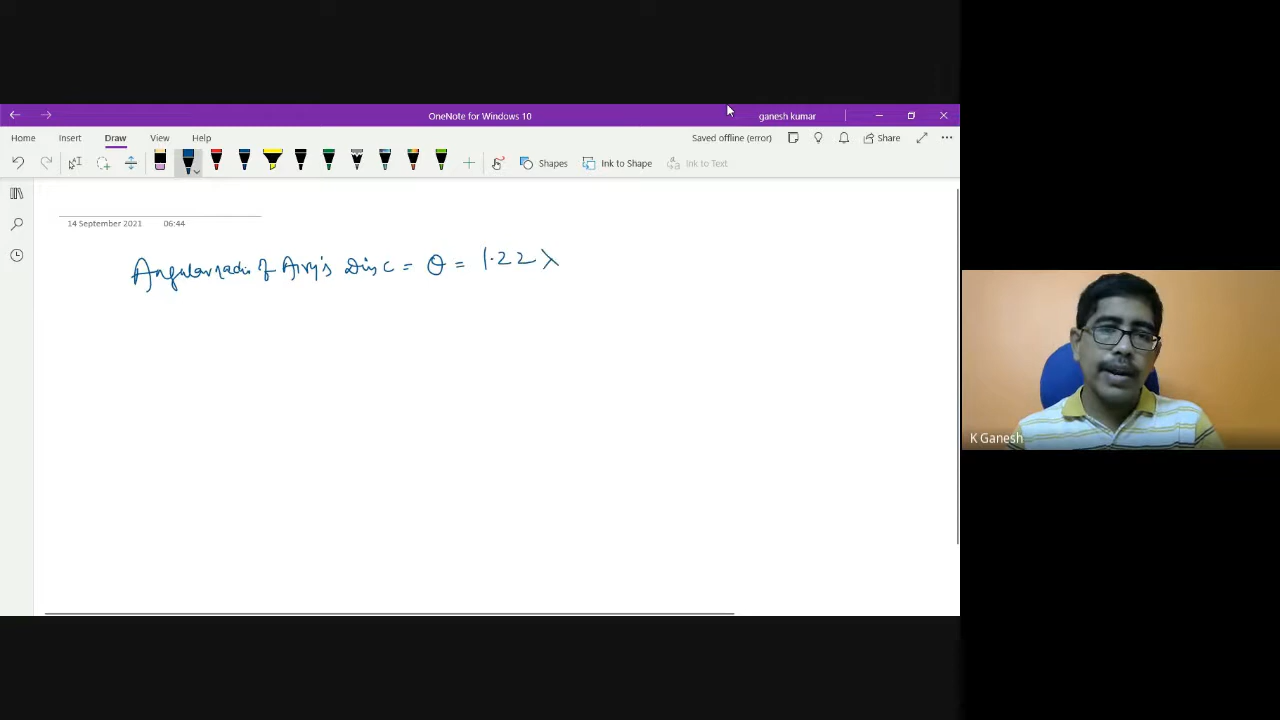 OneNote for Windows 10
ganesh kumar
Home Insert Draw View Help
Saved offline (error) Share
Shapes Ink to Shape Ink to Text
14 September 2021 06:44
Angular radi of Airy's Disc = θ = 1.22 λ
K Ganesh